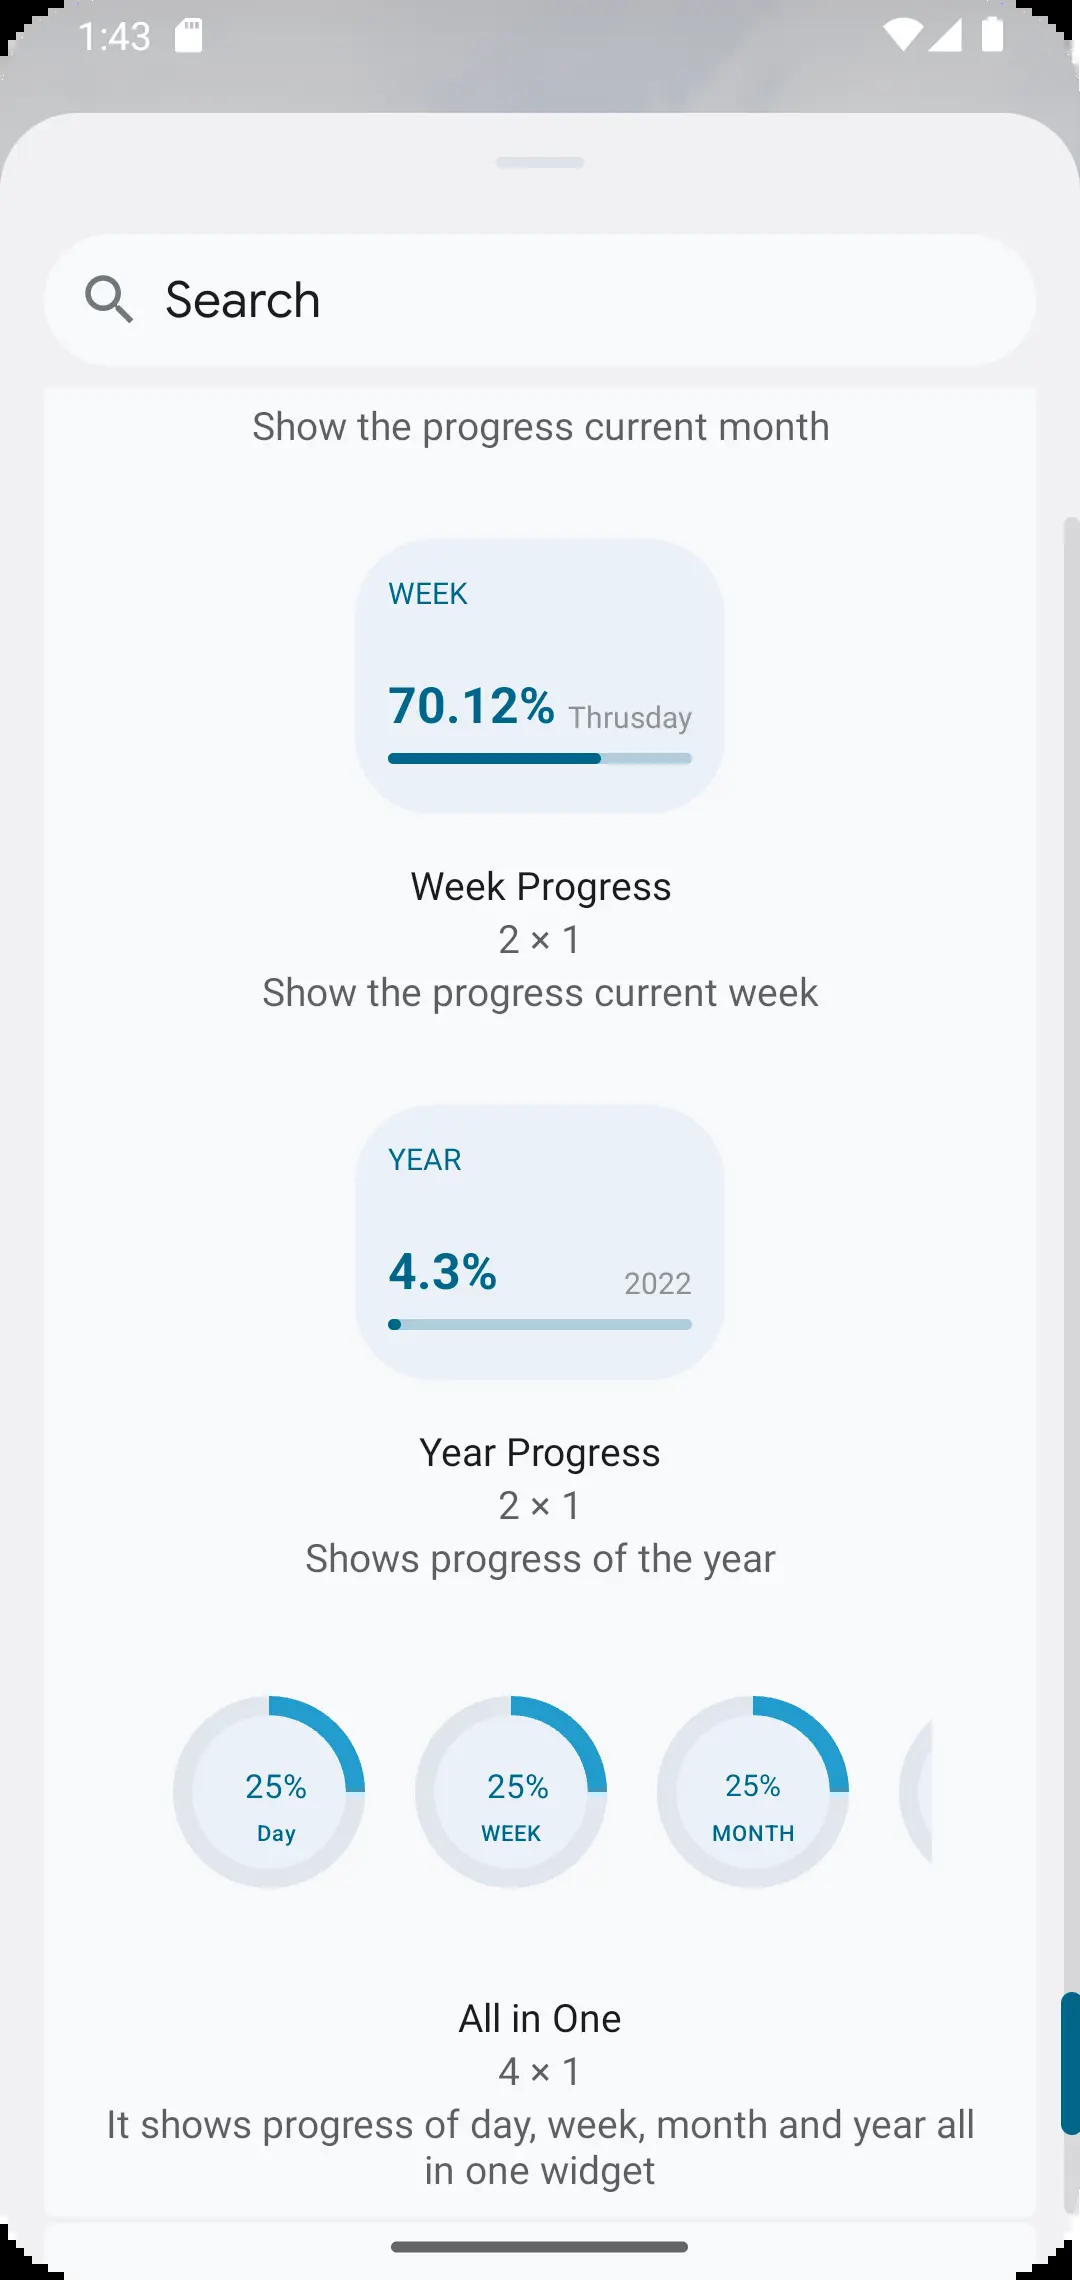 1:43
Search
Show the progress current month
WEEK
70.12% Thrusday
Week Progress
2 × 1
Show the progress current week
YEAR
4.3% 2022
Year Progress
2 × 1
Shows progress of the year
25% 25% 25%
Day WEEK MONTH
All in One
4 × 1
It shows progress of day, week, month and year all
in one widget